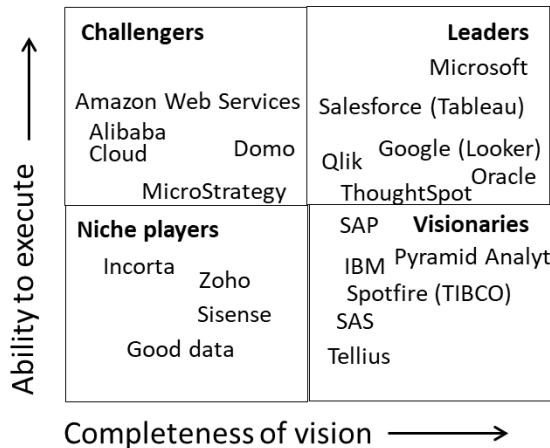 Ability to execute
Challengers
Amazon Web Services
Alibaba
Cloud
Domo
MicroStrategy
Leaders
Microsoft
Salesforce (Tableau)
Qlik
Google (Looker)
Oracle
ThoughtSpot
Niche players
Incorta
Zoho
Sisense
Good data
SAP
Visionaries
IBM
Pyramid Analyt
Spotfire (TIBCO)
SAS
Tellius
Completeness of vision